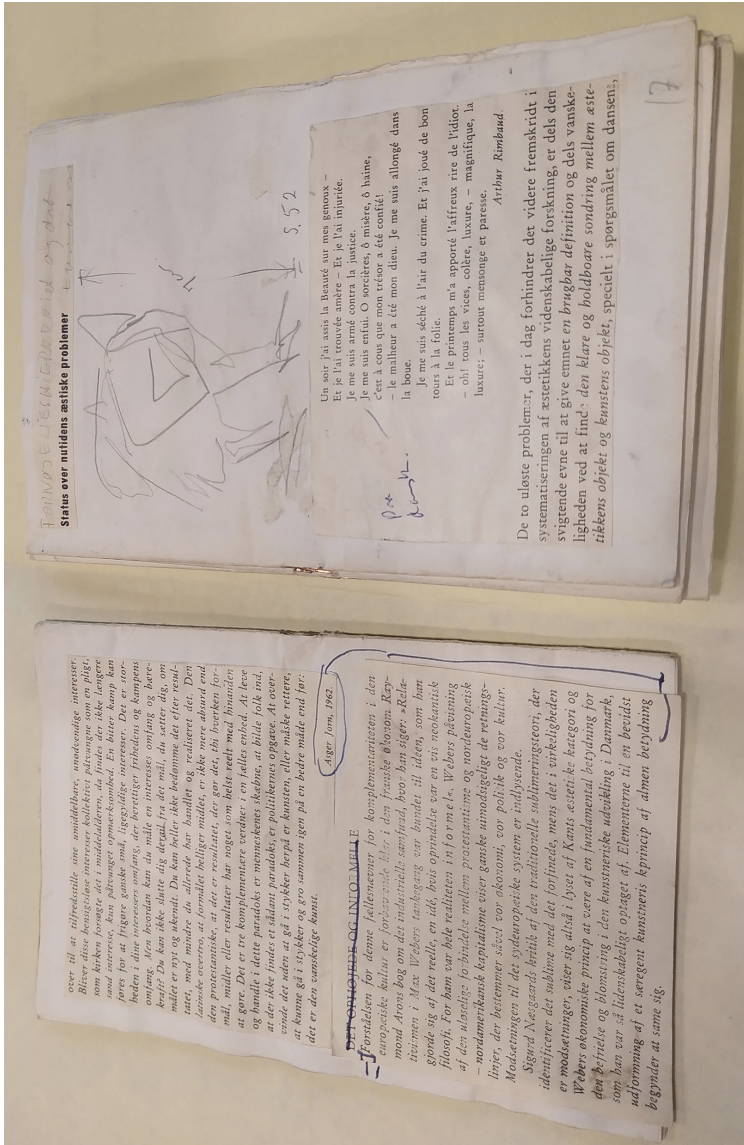 over til at tilfredsstille sine umiddelbare, unødvendige interesser.
Bliver disse hensigtsløse interesser kollektivt påtvungne som en pligt,
som kirken forsøgte det i middelalderen, da findes der ikke længere
sand interesse, kun påtvunget opmærksomhed. En bitter kamp kan
føres for at frigøre ganske små, ligegyldige interesser. Det er stor-
heden i dine interessers omfang, der berettiger frihedens og kampens
omfang. Men hvordan kan du måle en interesses omfang og bære-
kraft? Du kan ikke slutte dig dertil fra det mål, du sætter dig, om
målet er nyt og ukendt. Du kan heller ikke bedømme det efter resul-
tatet, med mindre du allerede har handlet og realiseret det. Den
latinske overtro, at formålet helliger midlet, er ikke mere absurd end
den protestantiske, at det er resultatet, der gør det, thi hverken for-
mål, midler eller resultater har noget som helst reelt med hinanden
at gøre. Det er tre komplementære verdner i en fælles enhed. At leve
og handle i dette paradoks er menneskenes skæbne, at bilde folk ind,
at der ikke findes et sådant paradoks, er politikernes opgave. At over-
vinde det uden at gå i stykker herpå er kunsten, eller måske rettere,
at kunne gå i stykker og gro sammen igen på en bedre måde end før:
det er den vanskelige kunst.
Asger Jorn, 1962.
DET OPHØJEDE OG INFORMELLE
Forståelsen for denne fællesnævner for komplementariteten i den
europæiske kultur er forbavsende klar i den franske økonom Ray-
mond Arons bog om det industrielt samfund, hvor han siger: »Rela-
tivismen i Max Webers tankegang var bundet til ideen, som han
gjorde sig af det reelle, en idé, hvis oprindelse var en vis neokantisk
filosofi. For ham var hele realiteten informel«. Webers påvisning
af den uløselige forbindelse mellem protestantisme og nordeuropæisk
– nordamerikansk kapitalisme viser ganske uimodsigeligt de retnings-
linjer, der bestemmer såvel vor økonomi, vor politik og vor kultur.
Modsætningen til det sydeuropæiske system er indlysende.
Sigurd Næsgaards kritik af den traditionelle sublimeringsteori, der
identificerer det sublime med det forfinede, mens det i virkeligheden
er modsætninger, viser sig altså i lyset af Kants æstetiske kategori og
Webers økonomiske princip at være af en fundamental betydning for
den befrielse og blomstring i den kunstneriske udvikling i Danmark,
som han var så lidenskabeligt optaget af. Elementerne til en bevidst
udformning af et særegent kunstneris kprincip af almen betydning
begynder at samle sig.
Status over nutidens æstiske problemer
S. 52
Un soir j'ai assis la Beauté sur mes genoux –
Et je l'ai trouvée amère – Et je l'ai injuriée.
Je me suis armé contra la justice.
Je me suis enfui. O sorcières, ô misère, ô haine,
c'est à cous que mon trésor a été confié!
– le malheur a été mon dieu. Je me suis allongé dans
la boue.
Je me suis séché à l'air du crime. Et j'ai joué de bon
tours à la folie.
Et le printemps m'a apporté l'affreux rire de l'idiot.
– oh! tous les vices, colère, luxure, – magnifique, la
luxure; – surtout mensonge et paresse.
Arthur Rimbaud.
De to uløste problemer, der i dag forhindrer det videre fremskridt i
systematiseringen af æstetikkens videnskabelige forskning, er dels den
svigtende evne til at give emnet en brugbar definition og dels vanske-
ligheden ved at finde den klare og holdboare sondring mellem æste-
tikkens objekt og kunstens objekt, specielt i spørgsmålet om dansens,
17